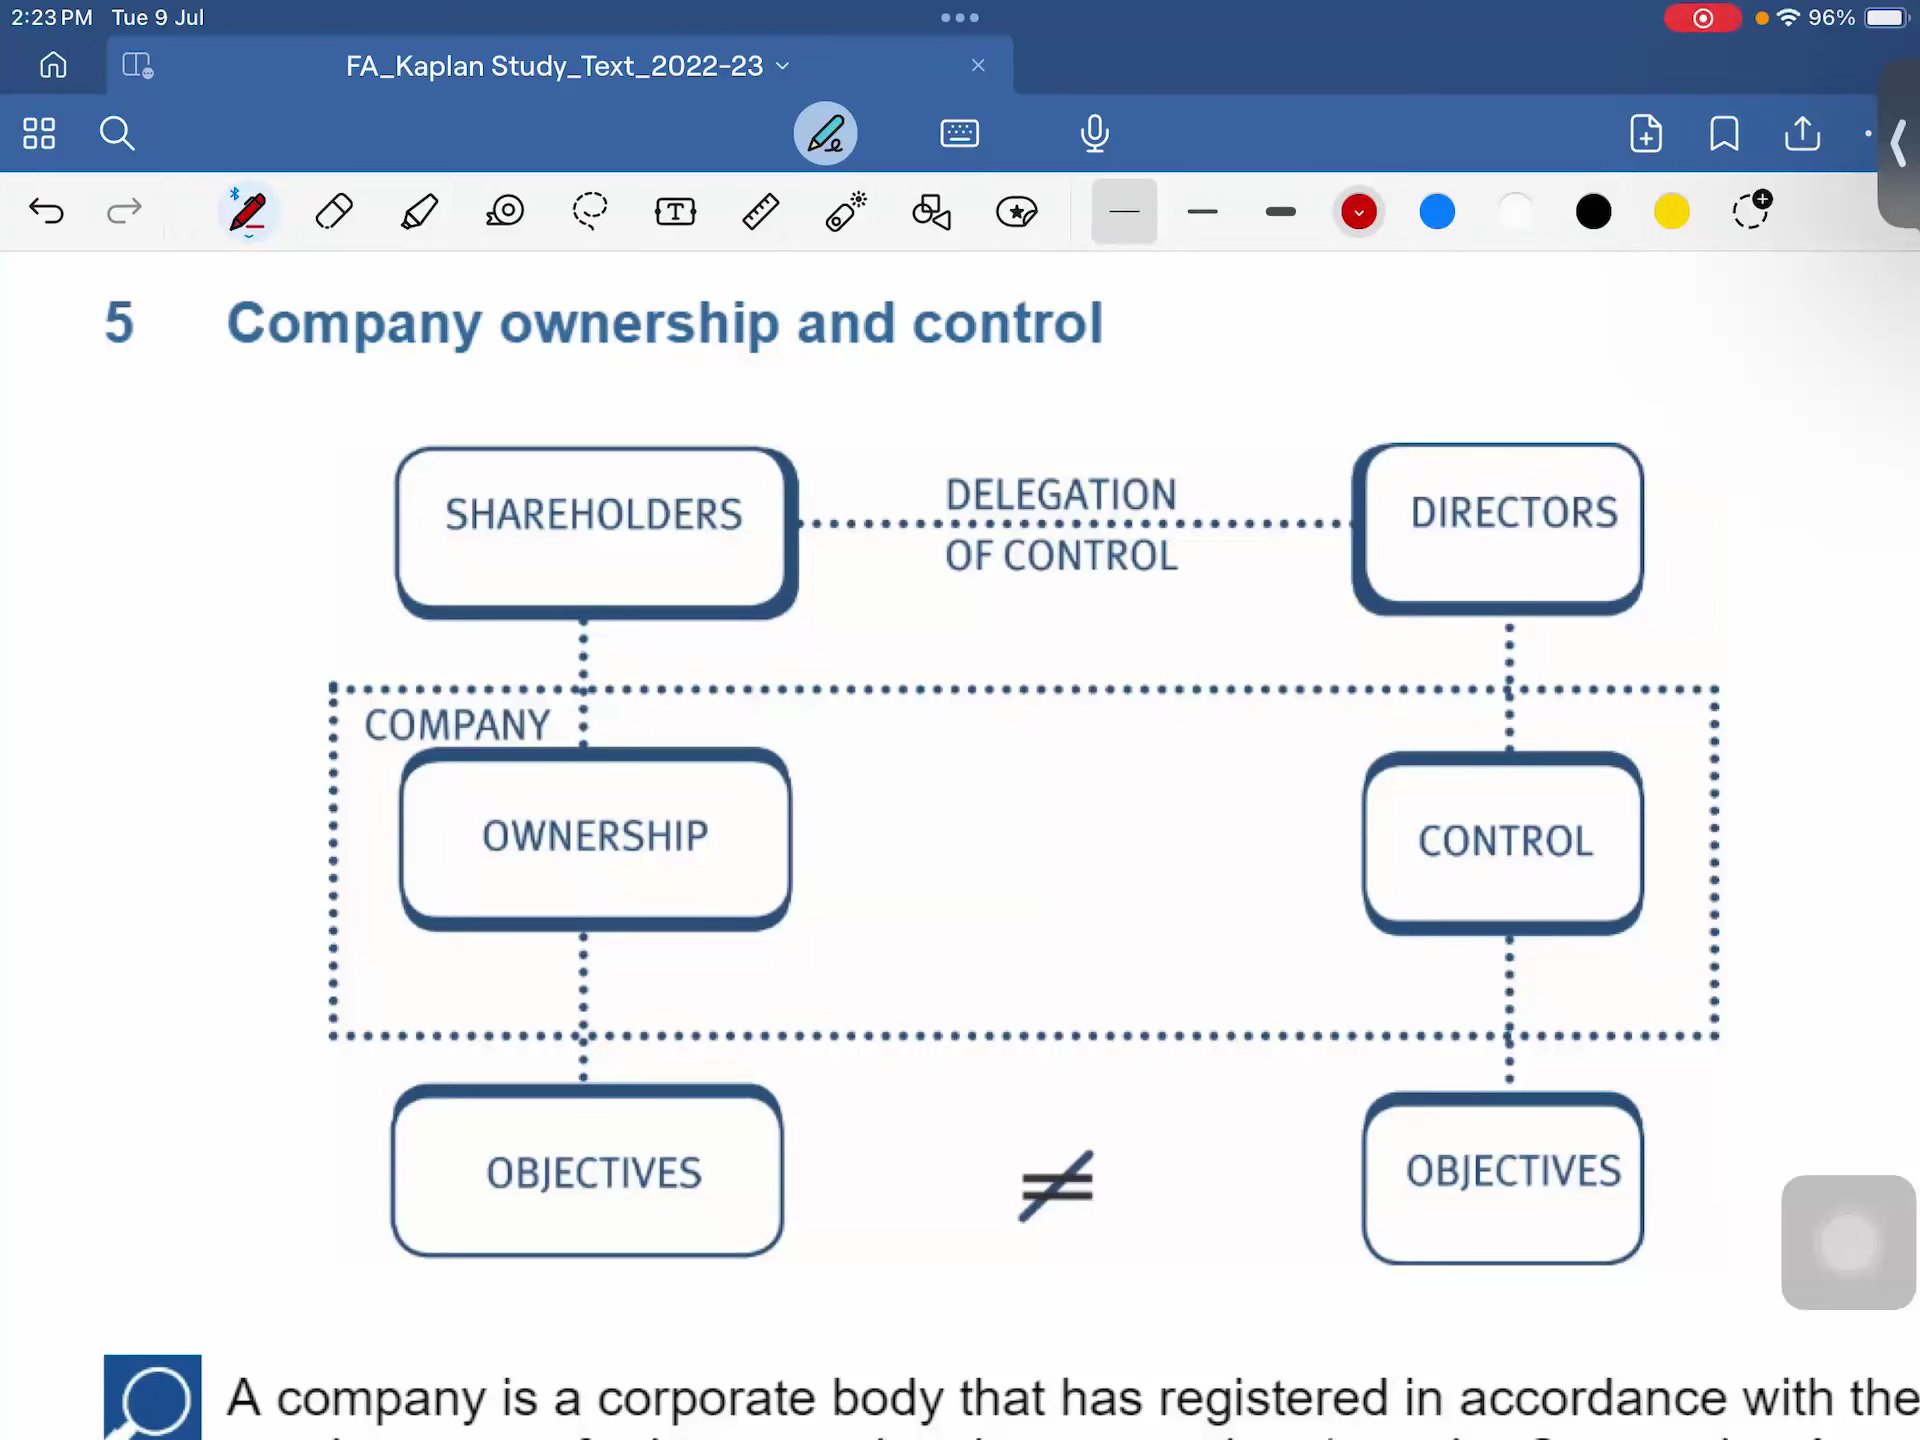 2:23 PM Tue 9 Jul
96%
FA_Kaplan Study_Text_2022-23
5 Company ownership and control
SHAREHOLDERS
DELEGATION
OF CONTROL
DIRECTORS
COMPANY
OWNERSHIP
CONTROL
OBJECTIVES
≠
OBJECTIVES
A company is a corporate body that has registered in accordance with the